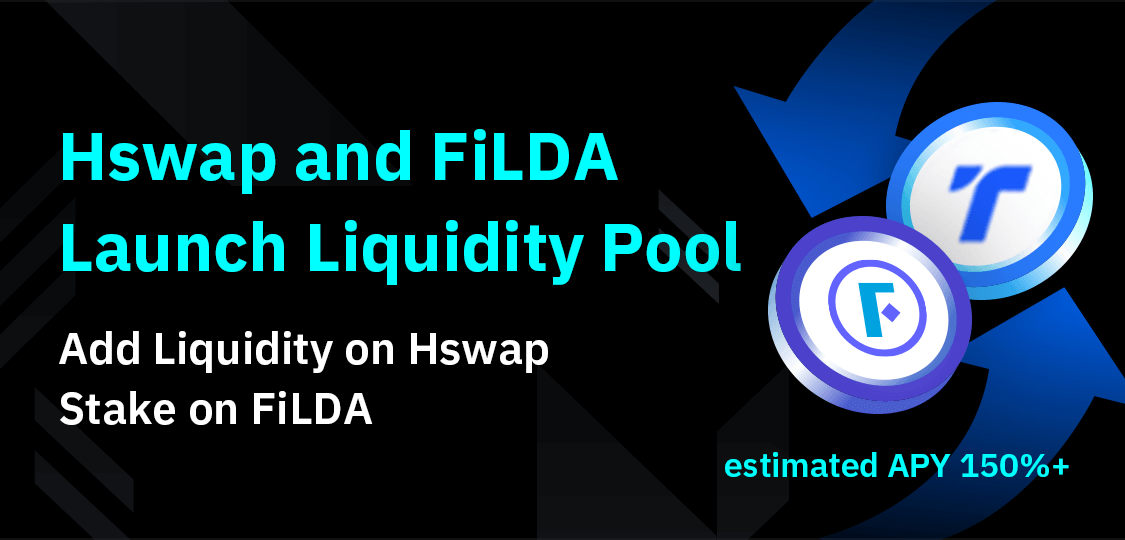 Hswap and FiLDA
Launch Liquidity Pool
Add Liquidity on Hswap
Stake on FiLDA
estimated APY 150%+